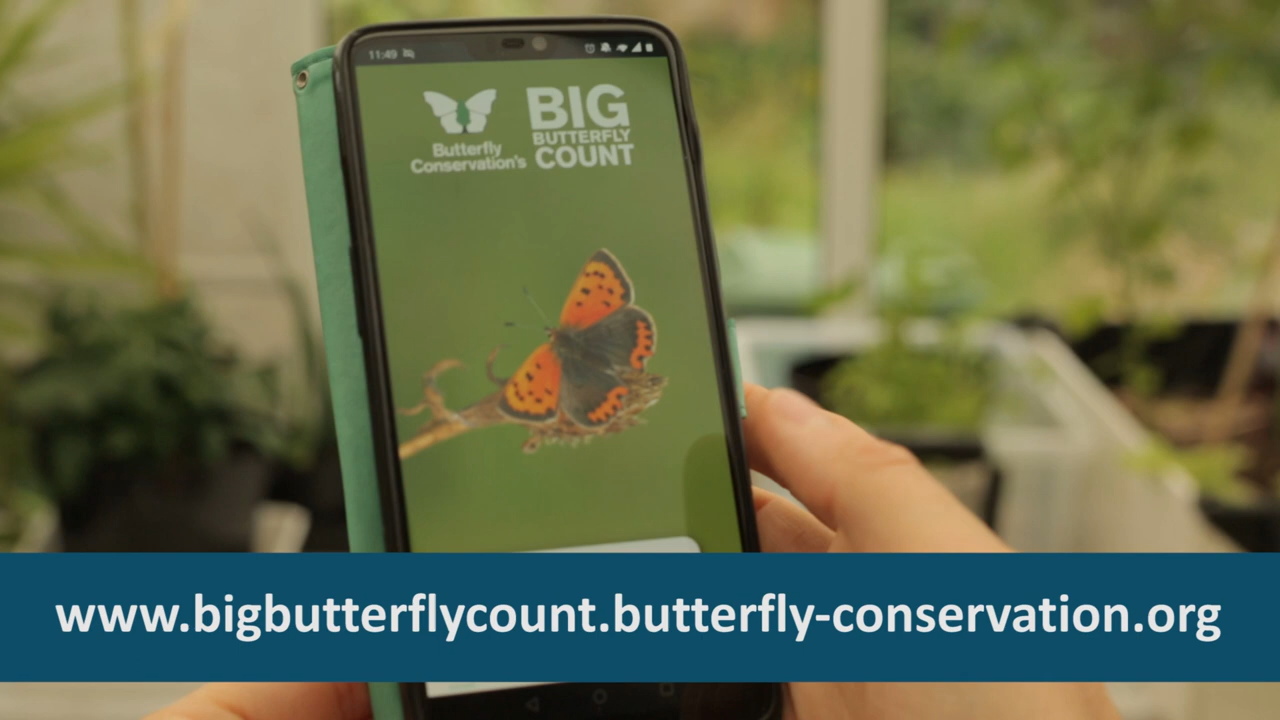 11:49
Butterfly
Conservation's
BIG
BUTTERFLY
COUNT
www.bigbutterflycount.butterfly-conservation.org